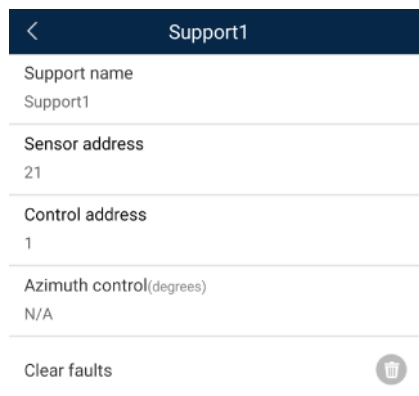 Support1
Support name
Support1
Sensor address
21
Control address
1
Azimuth control(degrees)
N/A
Clear faults